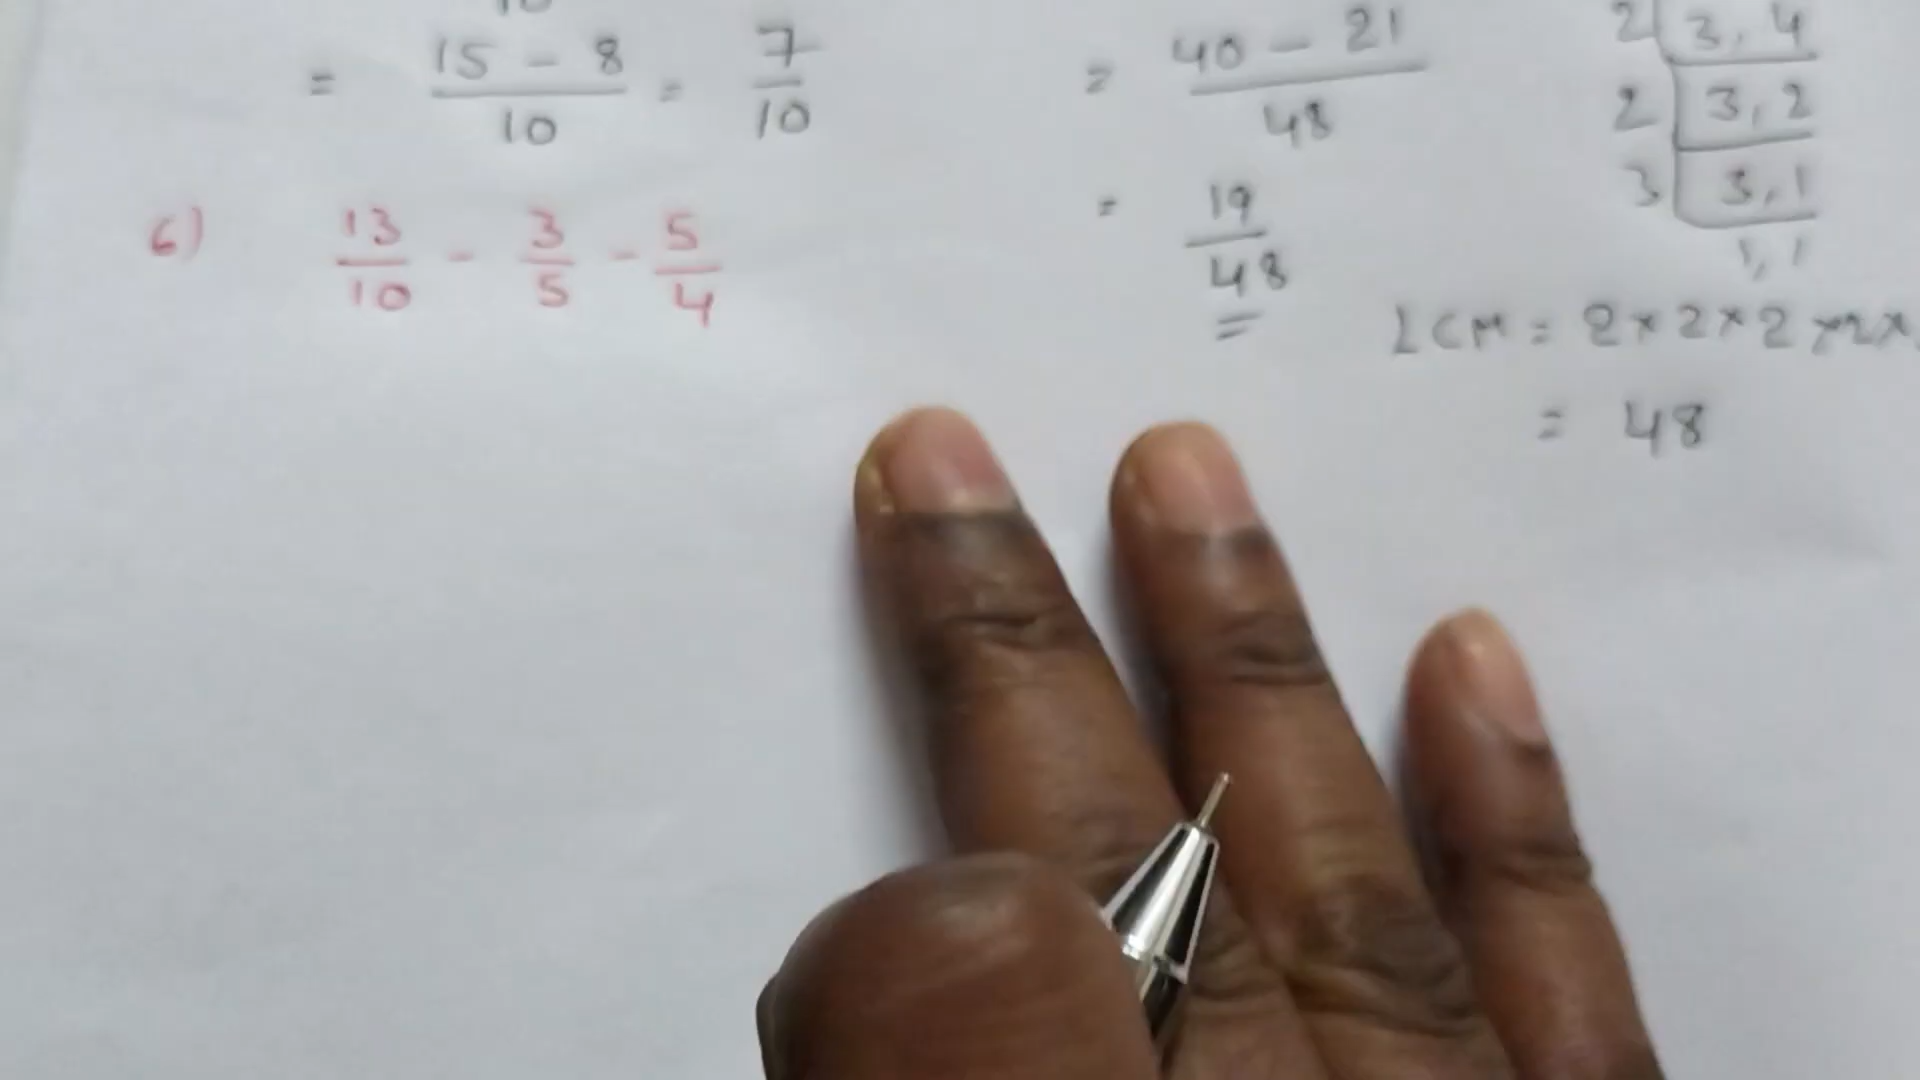 = 15 - 8 / 10 = 7 / 10
6) 13/10 - 3/5 - 5/4
= 40 - 21 / 48
= 19/48
2 | 3, 4
2 | 3, 2
3 | 3, 1
1, 1
LCM = 2 × 2 × 2 × 2 ×
= 48